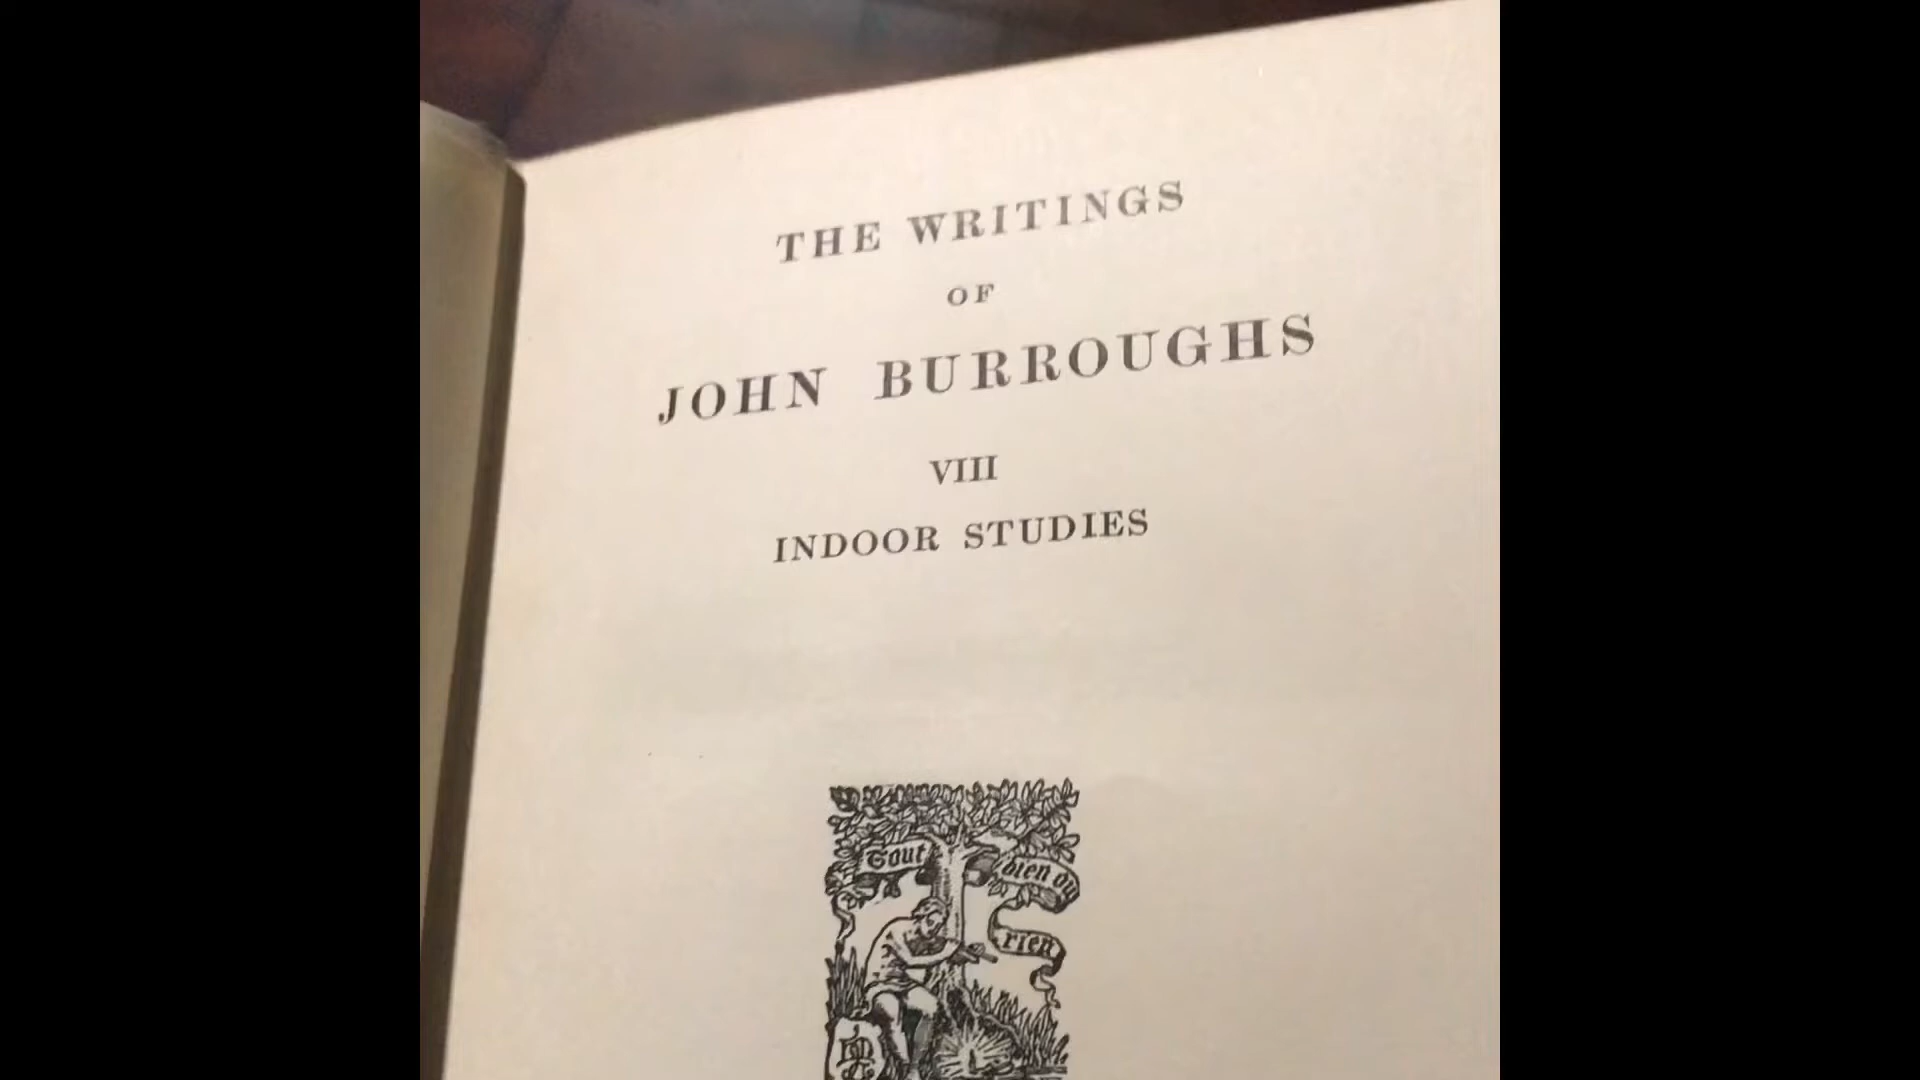 THE WRITINGS
OF
JOHN BURROUGHS
VIII
INDOOR STUDIES
Tout
bien ou
rien